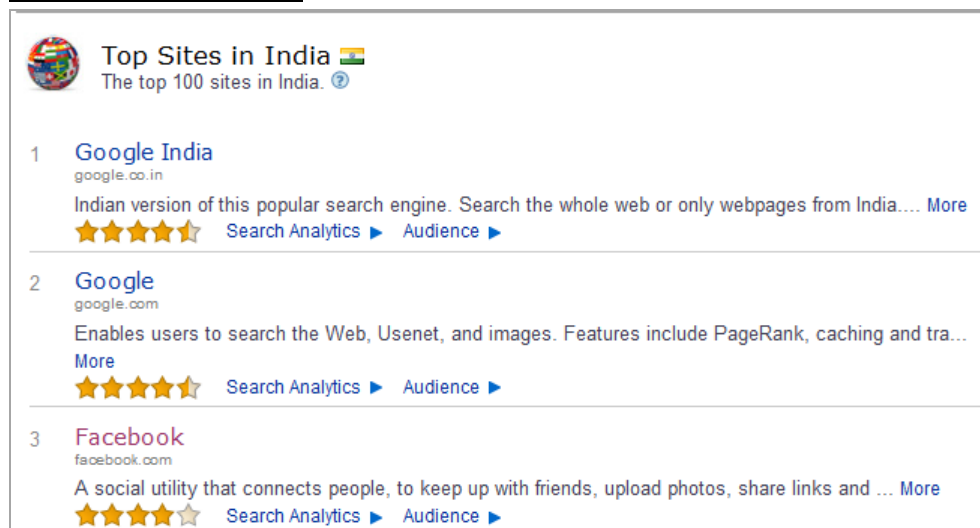 Top Sites in India
The top 100 sites in India. ?
1 Google India
google.co.in
Indian version of this popular search engine. Search the whole web or only webpages from India.... More
Search Analytics ▶ Audience ▶
2 Google
google.com
Enables users to search the Web, Usenet, and images. Features include PageRank, caching and tra...
More
Search Analytics ▶ Audience ▶
3 Facebook
facebook.com
A social utility that connects people, to keep up with friends, upload photos, share links and ... More
Search Analytics ▶ Audience ▶